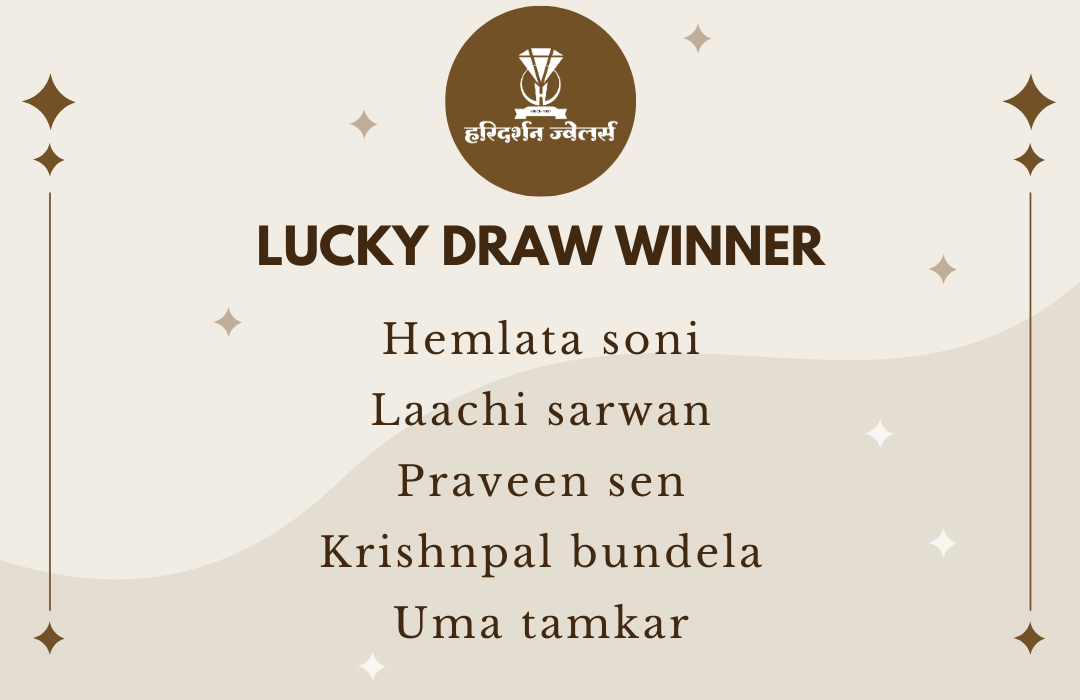 हरिदर्शन ज्वेलर्स
LUCKY DRAW WINNER
Hemlata soni
Laachi sarwan
Praveen sen
Krishnpal bundela
Uma tamkar